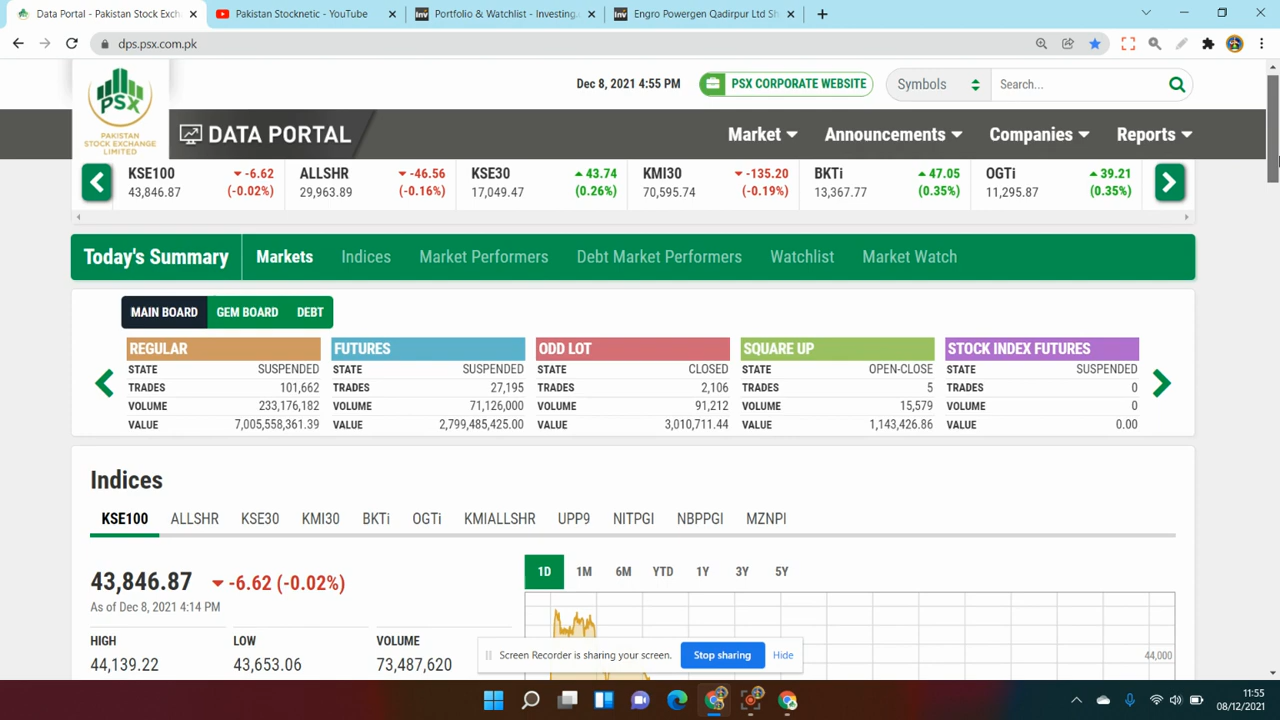 Data Portal - Pakistan Stock Exch
Pakistan Stocknetic - YouTube
Inv
Portfolio & Watchlist - Investing.
Inv
Engro Powergen Qadirpur Ltd Sh
dps.psx.com.pk
PSX
PAKISTAN
STOCK EXCHANGE
LIMITED
Dec 8, 2021 4:55 PM
PSX CORPORATE WEBSITE
Symbols
Search...
DATA PORTAL
Market
Announcements
Companies
Reports
KSE100 -6.62
43,846.87 (-0.02%)
ALLSHR -46.56
29,963.89 (-0.16%)
KSE30 43.74
17,049.47 (0.26%)
KMI30 -135.20
70,595.74 (-0.19%)
BKTi 47.05
13,367.77 (0.35%)
OGTi 39.21
11,295.87 (0.35%)
Today's Summary
Markets
Indices
Market Performers
Debt Market Performers
Watchlist
Market Watch
MAIN BOARD
GEM BOARD
DEBT
REGULAR
STATE SUSPENDED
TRADES 101,662
VOLUME 233,176,182
VALUE 7,005,558,361.39
FUTURES
STATE SUSPENDED
TRADES 27,195
VOLUME 71,126,000
VALUE 2,799,485,425.00
ODD LOT
STATE CLOSED
TRADES 2,106
VOLUME 91,212
VALUE 3,010,711.44
SQUARE UP
STATE OPEN-CLOSE
TRADES 5
VOLUME 15,579
VALUE 1,143,426.86
STOCK INDEX FUTURES
STATE SUSPENDED
TRADES 0
VOLUME 0
VALUE 0.00
Indices
KSE100
ALLSHR
KSE30
KMI30
BKTi
OGTi
KMIALLSHR
UPP9
NITPGI
NBPPGI
MZNPI
43,846.87 -6.62 (-0.02%)
As of Dec 8, 2021 4:14 PM
HIGH
44,139.22
LOW
43,653.06
VOLUME
73,487,620
1D
1M
6M
YTD
1Y
3Y
5Y
44,000
Screen Recorder is sharing your screen.
Stop sharing
Hide
11:55
08/12/2021